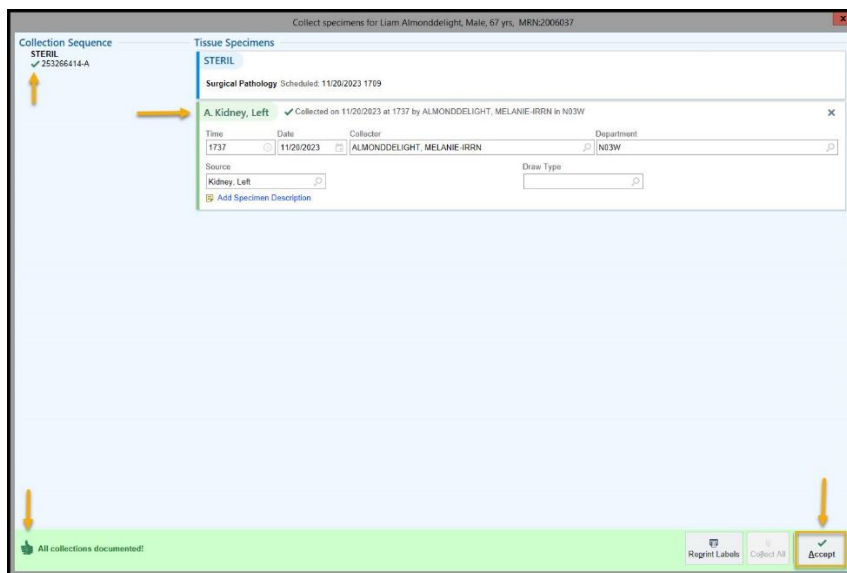 Collect specimens for Liam Almonddelight, Male, 67 yrs, MRN:2006037
Collection Sequence
STERIL
253266414-A
Tissue Specimens
STERIL
Surgical Pathology Scheduled: 11/20/2023 1709
A. Kidney, Left Collected on 11/20/2023 at 1737 by ALMONDDELIGHT, MELANIE-IRRN in N03W
Time Date Collector Department
1737 11/20/2023 ALMONDDELIGHT, MELANIE-IRRN N03W
Source Draw Type
Kidney, Left
Add Specimen Description
All collections documented!
Reprint Labels Collect All Accept